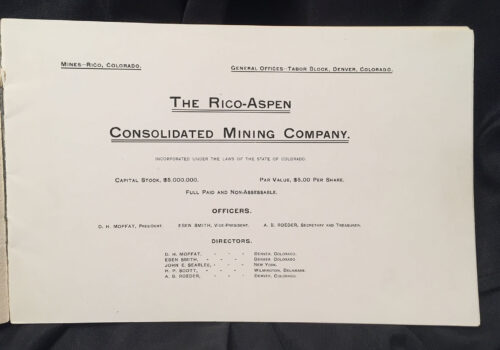 Mines—Rico, Colorado.
General Offices—Tabor Block, Denver, Colorado.
The Rico-Aspen
Consolidated Mining Company.
Incorporated under the laws of the State of Colorado.
Capital Stock, $5,000,000.
Par Value, $5.00 Per Share.
Full Paid and Non-Assessable.
OFFICERS.
D. H. Moffat, President. Eben Smith, Vice-President. A. B. Roeder, Secretary and Treasurer.
DIRECTORS.
D. H. Moffat, - - - Denver, Colorado.
Eben Smith, - - - Denver, Colorado
John E. Searles, - - - New York.
H. P. Scott, - - - Wilmington, Delaware.
A. B. Roeder, - - - Denver, Colorado.